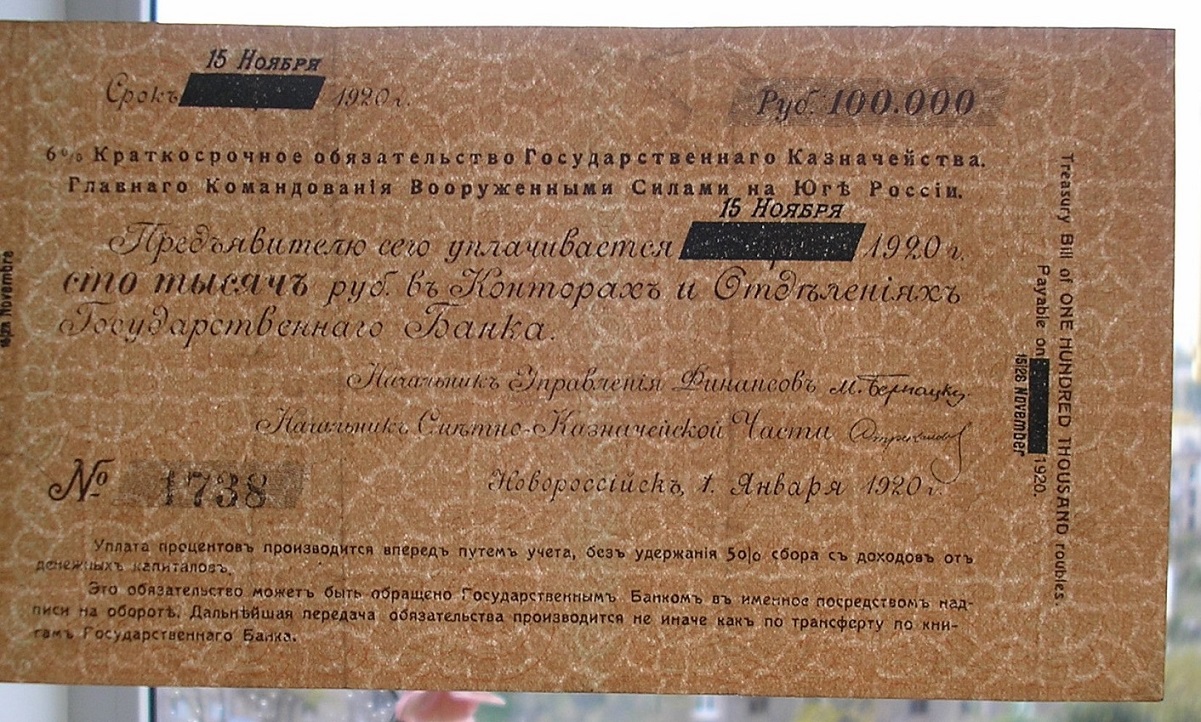 15 Ноября
Срокъ 1920 г.
Руб. 100.000
6% Краткосрочное обязательство Государственнаго Казначейства.
Главнаго Командованія Вооруженными Силами на Югѣ Россіи.
15 Ноября
Предъявителю сего уплачивается 1920 г.
сто тысячъ руб. въ Конторахъ и Отдѣленіяхъ
Государственнаго Банка.
Начальникъ Управленія Финансовъ М. Бернацкий
Начальникъ Смѣтно-Казначейской Части
№ 1738
Новороссійскъ, 1. Января 1920 г.
Уплата процентовъ производится впередъ путемъ учета, безъ удержанія 5о|о сбора съ доходовъ отъ
денежныхъ капиталовъ.
Это обязательство можетъ быть обращено Государственнымъ Банкомъ въ именное посредствомъ над-
писи на оборотѣ. Дальнѣйшая передача обязательства производится не иначе какъ по трансферту по кни-
гамъ Государственнаго Банка.
Treasury Bill of ONE HUNDRED THOUSAND roubles.
Payable on 1920.
15/28 November
Novembre